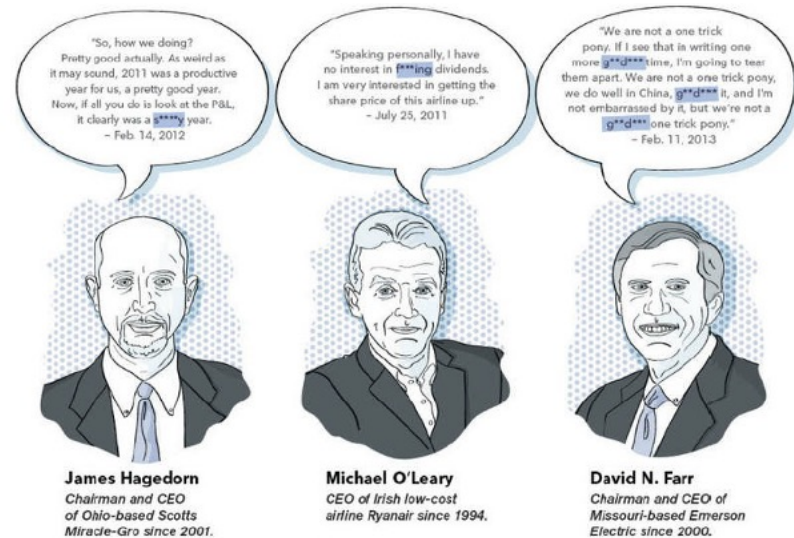 "So, how we doing?
Pretty good actually. As weird as
it may sound, 2011 was a productive
year for us, a pretty good year.
Now, if all you do is look at the P&L,
it clearly was a s****y year.
– Feb. 14, 2012
"Speaking personally, I have
no interest in f***ing dividends.
I am very interested in getting the
share price of this airline up."
– July 25, 2011
"We are not a one trick
pony. If I see that in writing one
more g**d*** time, I'm going to tear
them apart. We are not a one trick pony,
we do well in China, g**d*** it, and I'm
not embarrassed by it, but we're not a
g**d*** one trick pony."
– Feb. 11, 2013
James Hagedorn
Chairman and CEO
of Ohio-based Scotts
Miracle-Gro since 2001.
Michael O'Leary
CEO of Irish low-cost
airline Ryanair since 1994.
David N. Farr
Chairman and CEO of
Missouri-based Emerson
Electric since 2000.